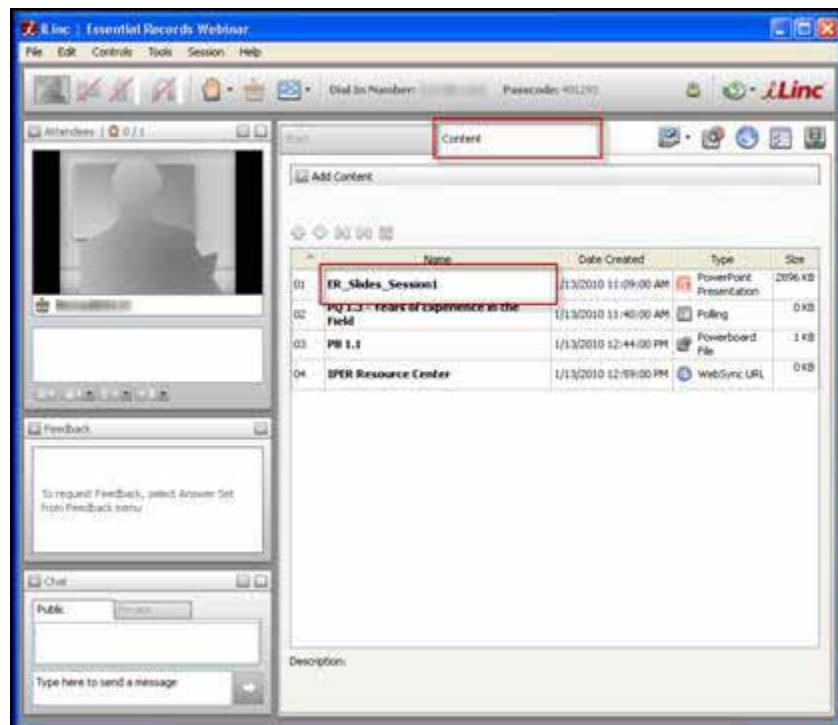 iLinc | Essential Records Webinar
File Edit Controls Tools Session Help
Dial In Number: Passcode:
iLinc
Attendees | 0 / 1
Start
Content
Add Content
Name Date Created Type Size
01 ER_Slides_Session1 1/13/2010 11:09:00 AM PowerPoint Presentation 2896 KB
02 PQ 1.3 - Years of Experience in the Field 1/13/2010 11:40:00 AM Polling 0 KB
03 PB 1.1 1/13/2010 12:44:00 PM Powerboard File 1 KB
04 IPER Resource Center 1/13/2010 12:59:00 PM WebSync URL 0 KB
Feedback
To request Feedback, select Answer Set
from Feedback menu
Chat
Public Private
Type here to send a message
Description: